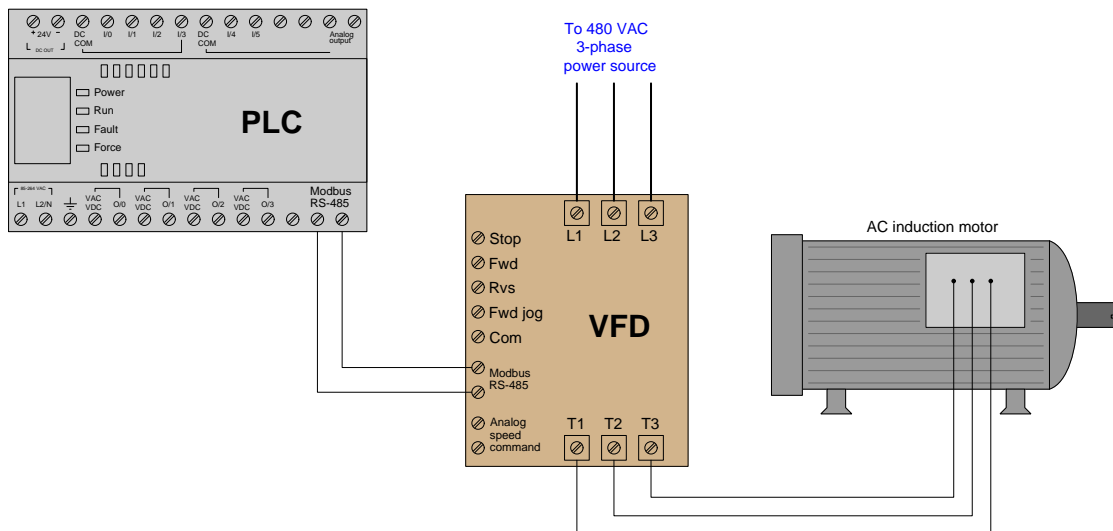 + 24V -
DC OUT
DC
COM
I/0
I/1
I/2
I/3
DC
COM
I/4
I/5
Analog
output
Power
Run
Fault
Force
PLC
85-264 VAC
L1
L2/N
VAC
VDC
O/0
VAC
VDC
O/1
VAC
VDC
O/2
VAC
VDC
O/3
Modbus
RS-485
To 480 VAC
3-phase
power source
L1
L2
L3
Stop
Fwd
Rvs
Fwd jog
Com
Modbus
RS-485
Analog
speed
command
VFD
T1
T2
T3
AC induction motor